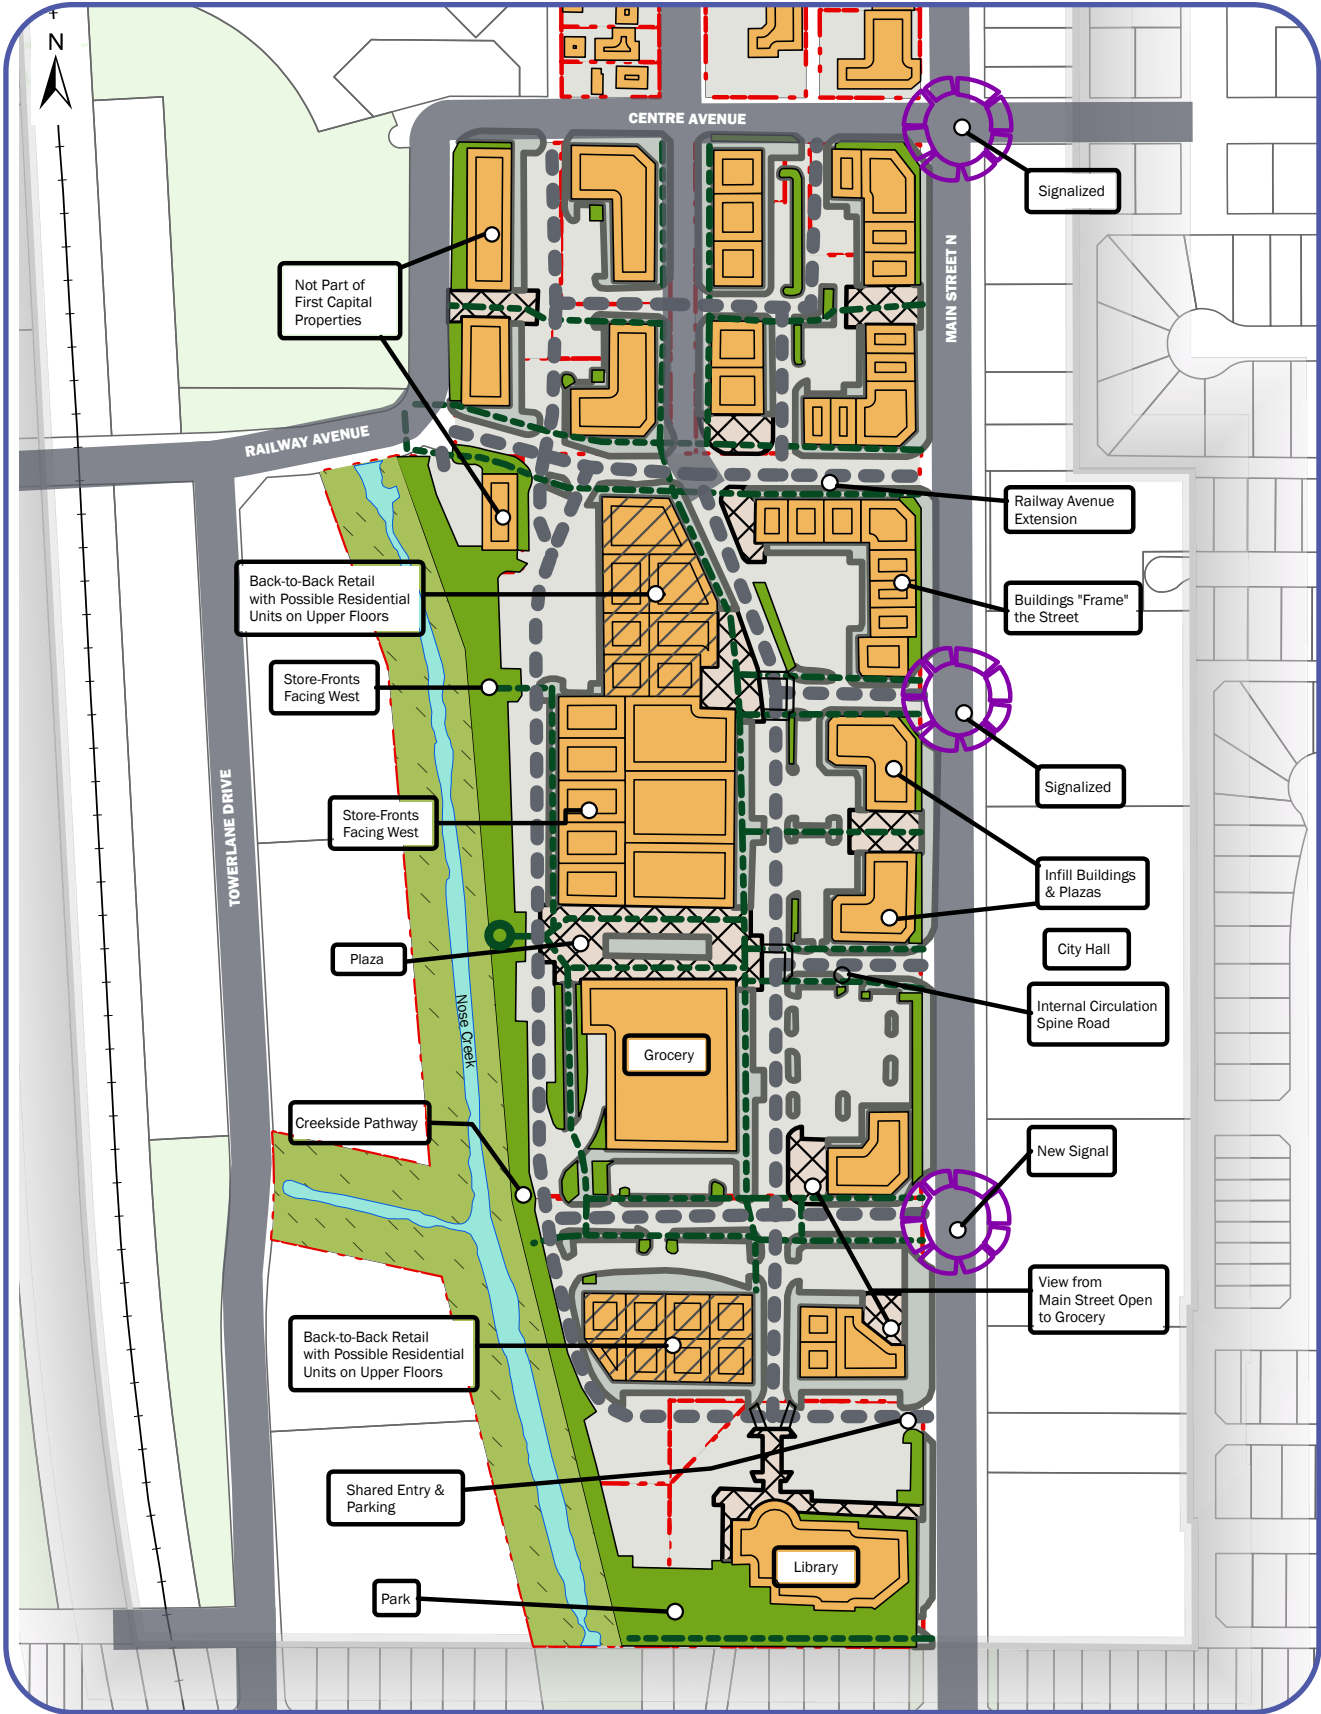 N
CENTRE AVENUE
Signalized
MAIN STREET N
Not Part of
First Capital
Properties
RAILWAY AVENUE
Railway Avenue
Extension
Back-to-Back Retail
with Possible Residential
Units on Upper Floors
Buildings "Frame"
the Street
Store-Fronts
Facing West
Signalized
TOWERLANE DRIVE
Store-Fronts
Facing West
Infill Buildings
& Plazas
City Hall
Plaza
Internal Circulation
Spine Road
Nose Creek
Grocery
Creekside Pathway
New Signal
View from
Main Street Open
to Grocery
Back-to-Back Retail
with Possible Residential
Units on Upper Floors
Shared Entry &
Parking
Library
Park